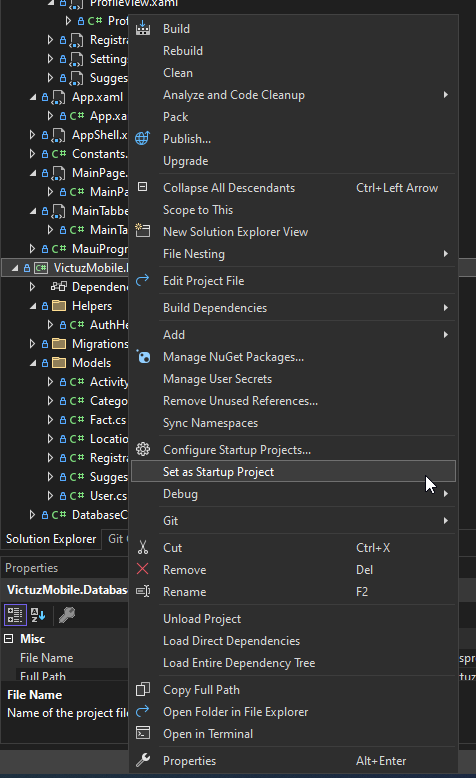 ProfileView.xaml
C# Prof
Registra
Settings
Sugges
App.xaml
C# App.xa
AppShell.x
C# Constants.
MainPage.
C# MainPa
MainTabbe
C# MainTa
C# MauiProgr
C# VictuzMobile.
Dependenc
Helpers
C# AuthHe
Migrations
Models
C# Activity
C# Catego
C# Fact.cs
C# Locatio
C# Registra
C# Sugges
C# User.cs
C# DatabaseC
Solution Explorer Git C
Properties
VictuzMobile.Databas
Misc
File Name
Full Path
File Name
Name of the project file
Build
Rebuild
Clean
Analyze and Code Cleanup
Pack
Publish...
Upgrade
Collapse All Descendants Ctrl+Left Arrow
Scope to This
New Solution Explorer View
File Nesting
Edit Project File
Build Dependencies
Add
Manage NuGet Packages...
Manage User Secrets
Remove Unused References...
Sync Namespaces
Configure Startup Projects...
Set as Startup Project
Debug
Git
Cut Ctrl+X
Remove Del
Rename F2
Unload Project
Load Direct Dependencies
Load Entire Dependency Tree
Copy Full Path
Open Folder in File Explorer
Open in Terminal
Properties Alt+Enter